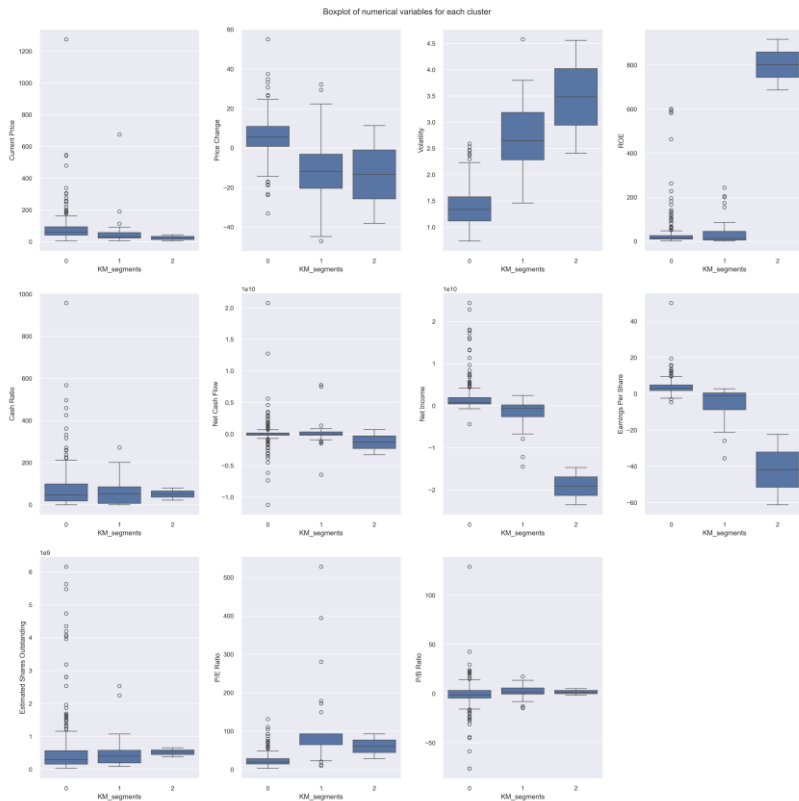 Boxplot of numerical variables for each cluster
Current Price
1200
1000
800
600
400
200
0
0 1 2
KM_segments
Price Change
60
40
20
0
−20
−40
0 1 2
KM_segments
Volatility
4.5
4.0
3.5
3.0
2.5
2.0
1.5
1.0
0 1 2
KM_segments
ROE
800
600
400
200
0
0 1 2
KM_segments
Cash Ratio
1000
800
600
400
200
0
0 1 2
KM_segments
1e10
Net Cash Flow
2.0
1.5
1.0
0.5
0.0
−0.5
−1.0
0 1 2
KM_segments
1e10
Net Income
2
1
0
−1
−2
0 1 2
KM_segments
Earnings Per Share
40
20
0
−20
−40
−60
0 1 2
KM_segments
1e9
Estimated Shares Outstanding
6
5
4
3
2
1
0
0 1 2
KM_segments
P/E Ratio
500
400
300
200
100
0
0 1 2
KM_segments
P/B Ratio
100
50
0
−50
0 1 2
KM_segments